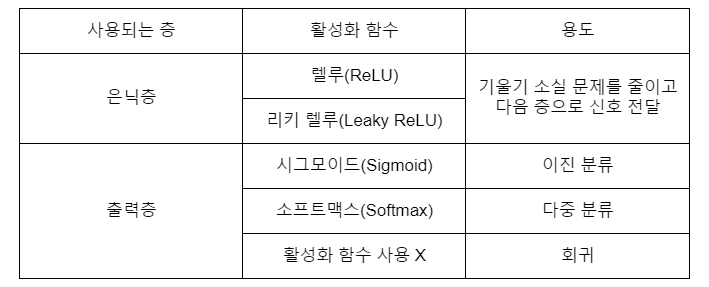 사용되는 층 활성화 함수 용도
은닉층
렐루(ReLU)
리키 렐루(Leaky ReLU)
기울기 소실 문제를 줄이고
다음 층으로 신호 전달
출력층
시그모이드(Sigmoid) 이진 분류
소프트맥스(Softmax) 다중 분류
활성화 함수 사용 X 회귀